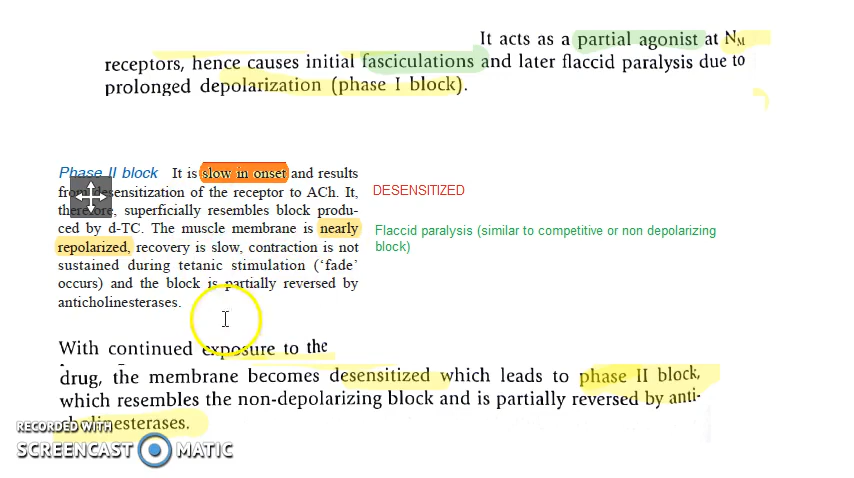 It acts as a partial agonist at NM
receptors, hence causes initial fasciculations and later flaccid paralysis due to
prolonged depolarization (phase I block).
Phase II block It is slow in onset and results
from desensitization of the receptor to ACh. It,
therefore, superficially resembles block produ-
ced by d-TC. The muscle membrane is nearly
repolarized, recovery is slow, contraction is not
sustained during tetanic stimulation (‘fade’
occurs) and the block is partially reversed by
anticholinesterases.
DESENSITIZED
Flaccid paralysis (similar to competitive or non depolarizing
block)
With continued exposure to the
drug, the membrane becomes desensitized which leads to phase II block,
which resembles the non-depolarizing block and is partially reversed by anti-
cholinesterases.
RECORDED WITH
SCREENCAST MATIC